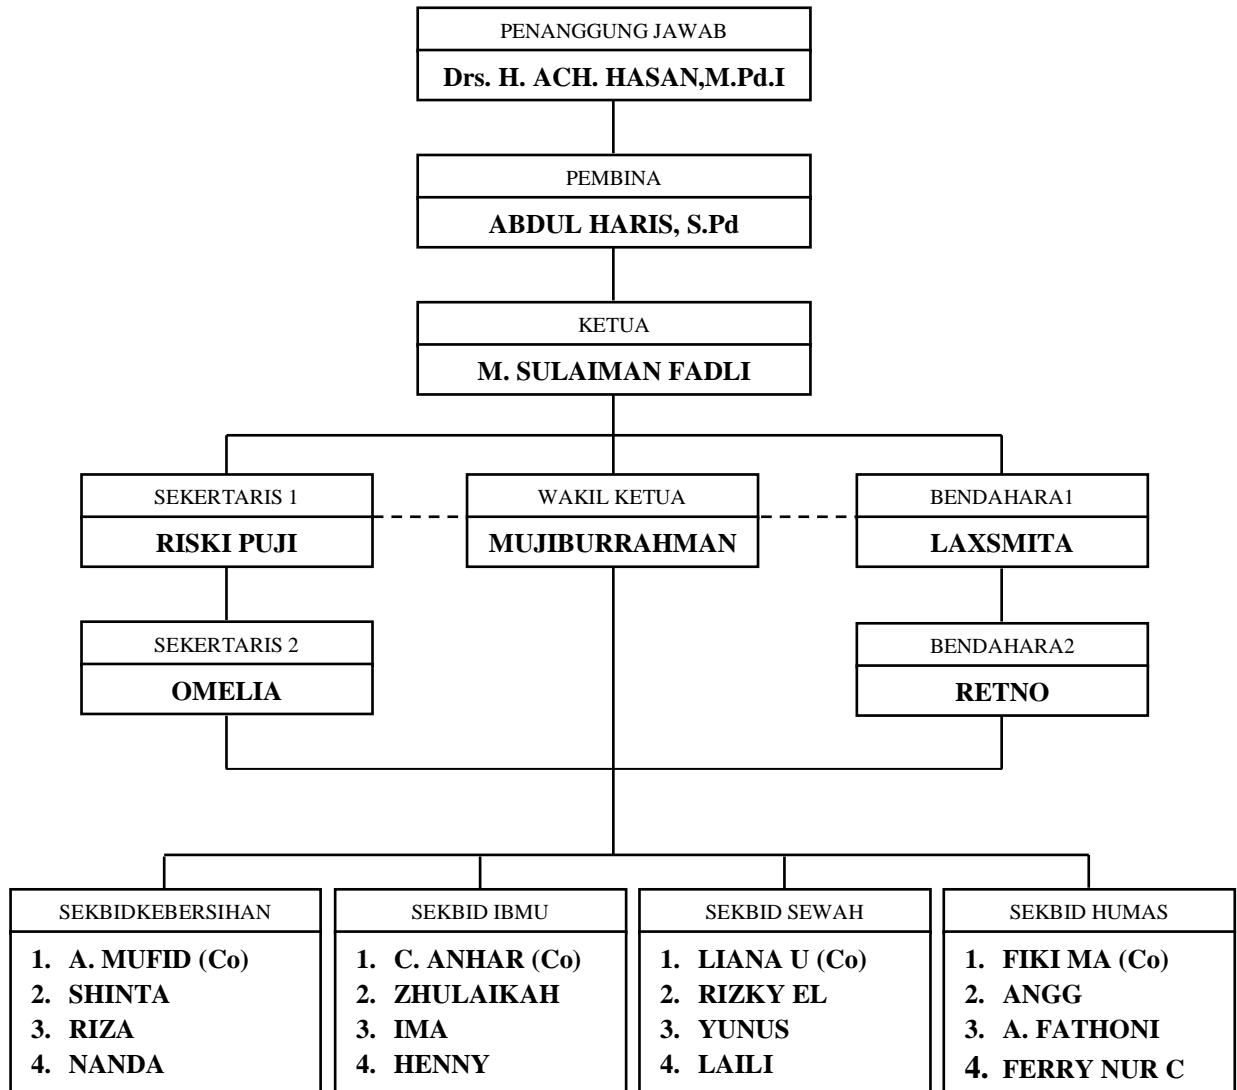 PENANGGUNG JAWAB
Drs. H. ACH. HASAN,M.Pd.I
PEMBINA
ABDUL HARIS, S.Pd
KETUA
M. SULAIMAN FADLI
SEKERTARIS 1
RISKI PUJI
WAKIL KETUA
MUJIBURRAHMAN
BENDAHARA1
LAXSMITA
SEKERTARIS 2
OMELIA
BENDAHARA2
RETNO
SEKBIDKEBERSIHAN
1. A. MUFID (Co)
2. SHINTA
3. RIZA
4. NANDA
SEKBID IBMU
1. C. ANHAR (Co)
2. ZHULAIKAH
3. IMA
4. HENNY
SEKBID SEWAH
1. LIANA U (Co)
2. RIZKY EL
3. YUNUS
4. LAILI
SEKBID HUMAS
1. FIKI MA (Co)
2. ANGG
3. A. FATHONI
4. FERRY NUR C